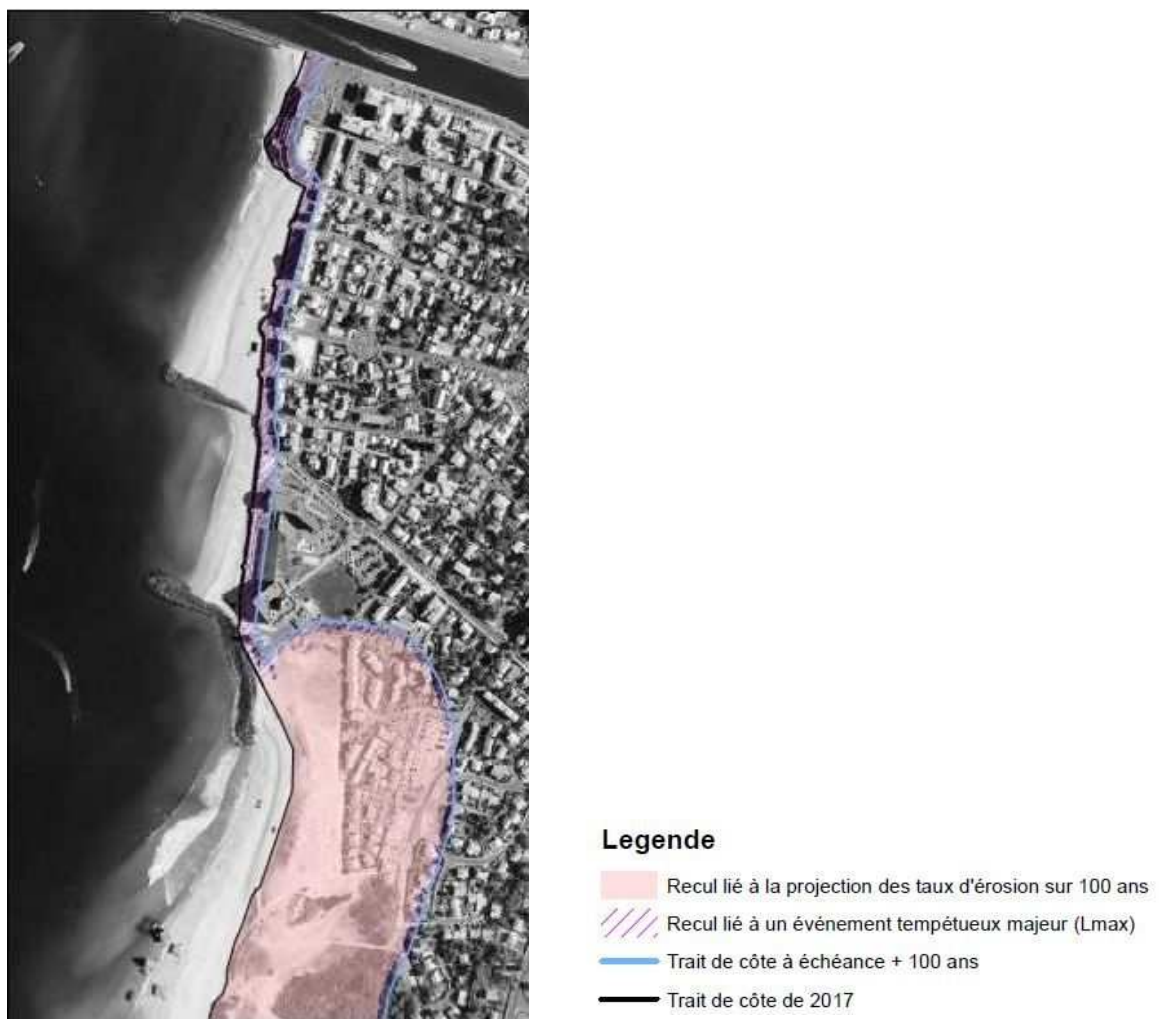 Legende
Recul lié à la projection des taux d'érosion sur 100 ans
Recul lié à un événement tempétueux majeur (Lmax)
Trait de côte à échéance + 100 ans
Trait de côte de 2017